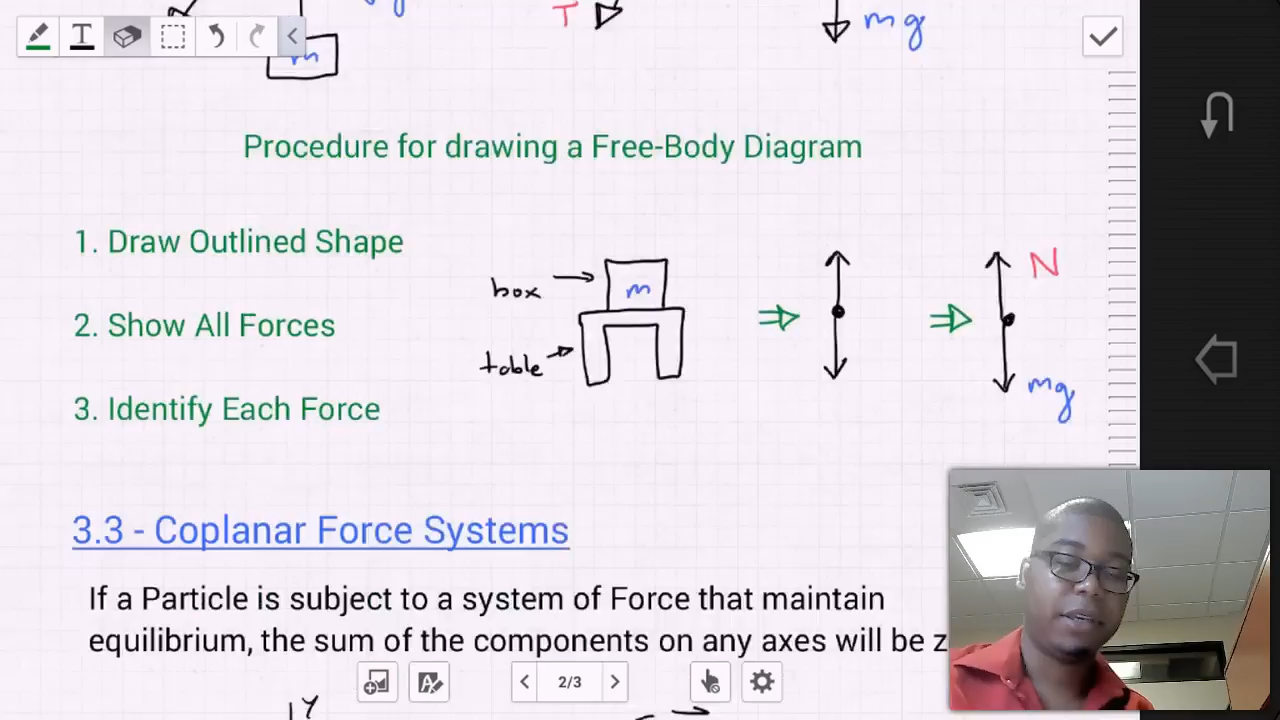 T
mg
m
Procedure for drawing a Free-Body Diagram
1. Draw Outlined Shape
2. Show All Forces
3. Identify Each Force
box
m
table
N
mg
3.3 - Coplanar Force Systems
If a Particle is subject to a system of Force that maintain
equilibrium, the sum of the components on any axes will be z
2/3
Y